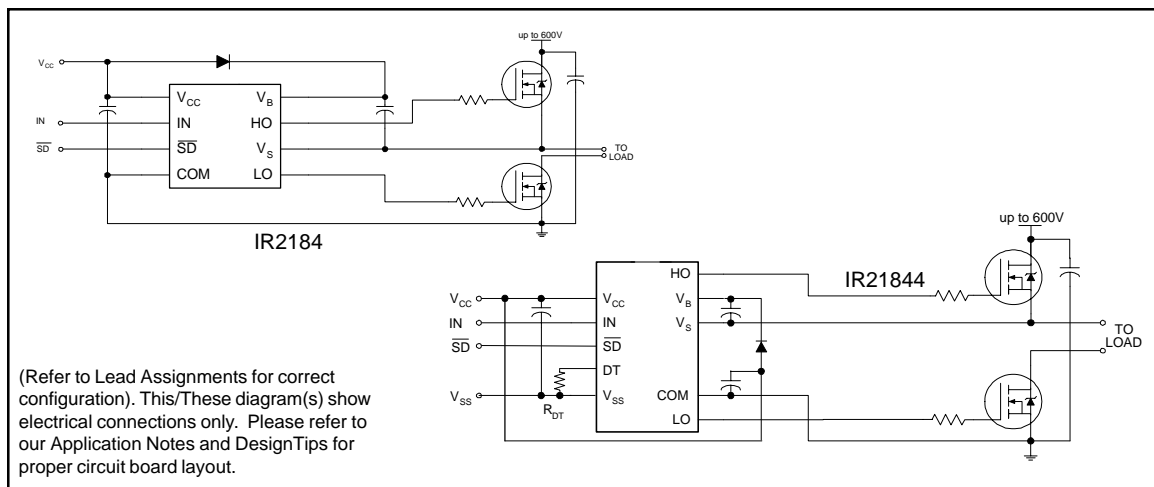 up to 600V
VCC
VCC VB
IN IN HO
SD SD VS TO
LOAD
COM LO
IR2184
up to 600V
HO IR21844
VCC VCC VB
IN IN VS TO
LOAD
SD SD
DT
VSS VSS COM
RDT LO
(Refer to Lead Assignments for correct
configuration). This/These diagram(s) show
electrical connections only. Please refer to
our Application Notes and DesignTips for
proper circuit board layout.